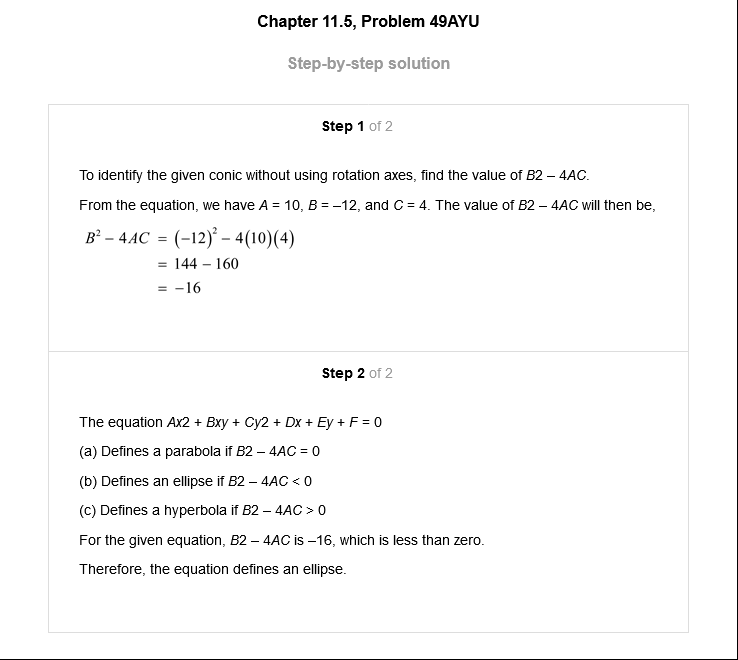 Chapter 11.5, Problem 49AYU
Step-by-step solution
Step 1 of 2
To identify the given conic without using rotation axes, find the value of B2 – 4AC.
From the equation, we have A = 10, B = –12, and C = 4. The value of B2 – 4AC will then be,
B² – 4AC = (–12)² – 4(10)(4)
= 144 – 160
= –16
Step 2 of 2
The equation Ax2 + Bxy + Cy2 + Dx + Ey + F = 0
(a) Defines a parabola if B2 – 4AC = 0
(b) Defines an ellipse if B2 – 4AC < 0
(c) Defines a hyperbola if B2 – 4AC > 0
For the given equation, B2 – 4AC is –16, which is less than zero.
Therefore, the equation defines an ellipse.